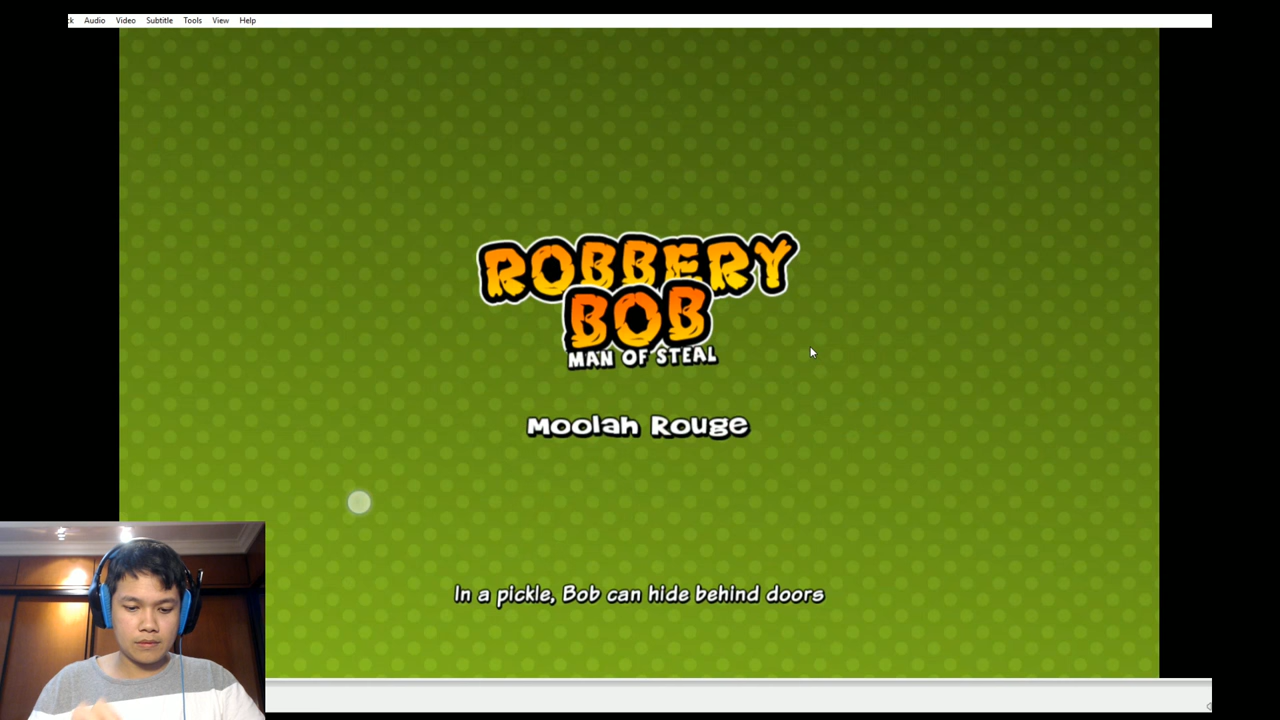 Audio Video Subtitle Tools View Help
ROBBERY
BOB
MAN OF STEAL
Moolah Rouge
In a pickle, Bob can hide behind doors